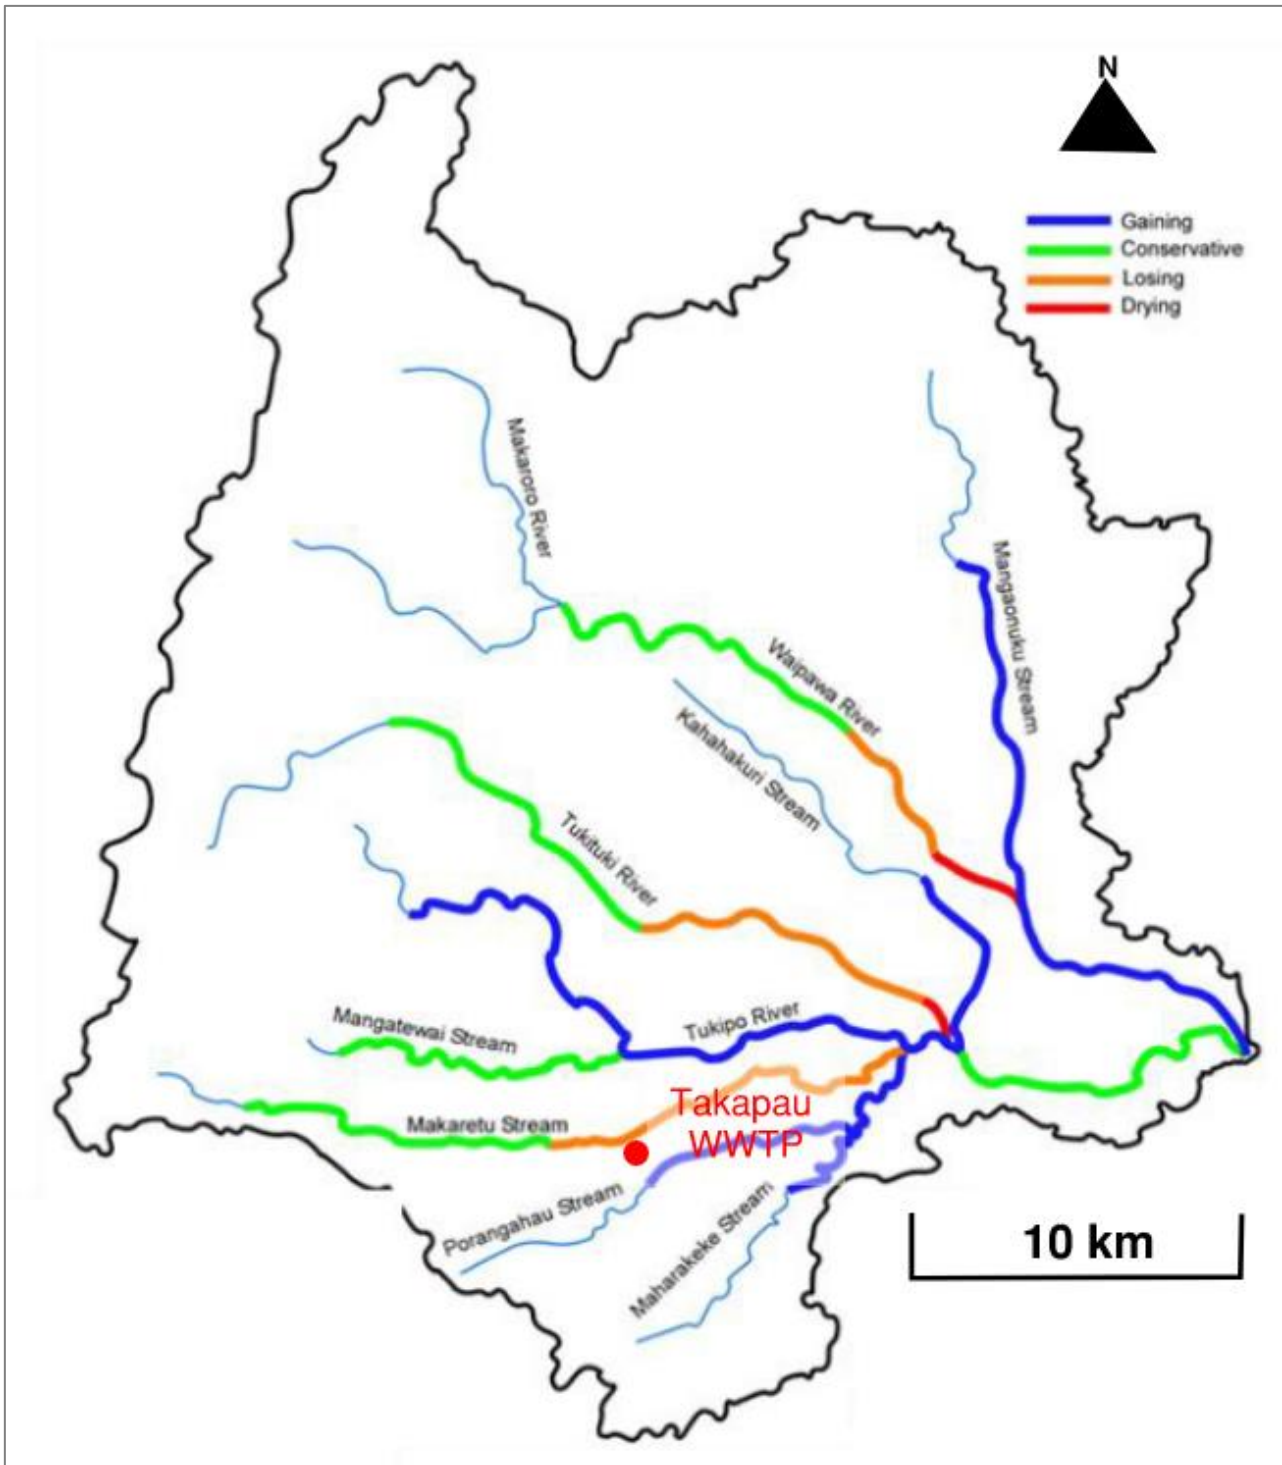 N
Gaining
Conservative
Losing
Drying
Makaroro River
Mangaonuku Stream
Waipawa River
Kahahakuri Stream
Tukituki River
Mangatewai Stream
Tukipo River
Takapau
WWTP
Makaretu Stream
Porangahau Stream
Maharakeke Stream
10 km